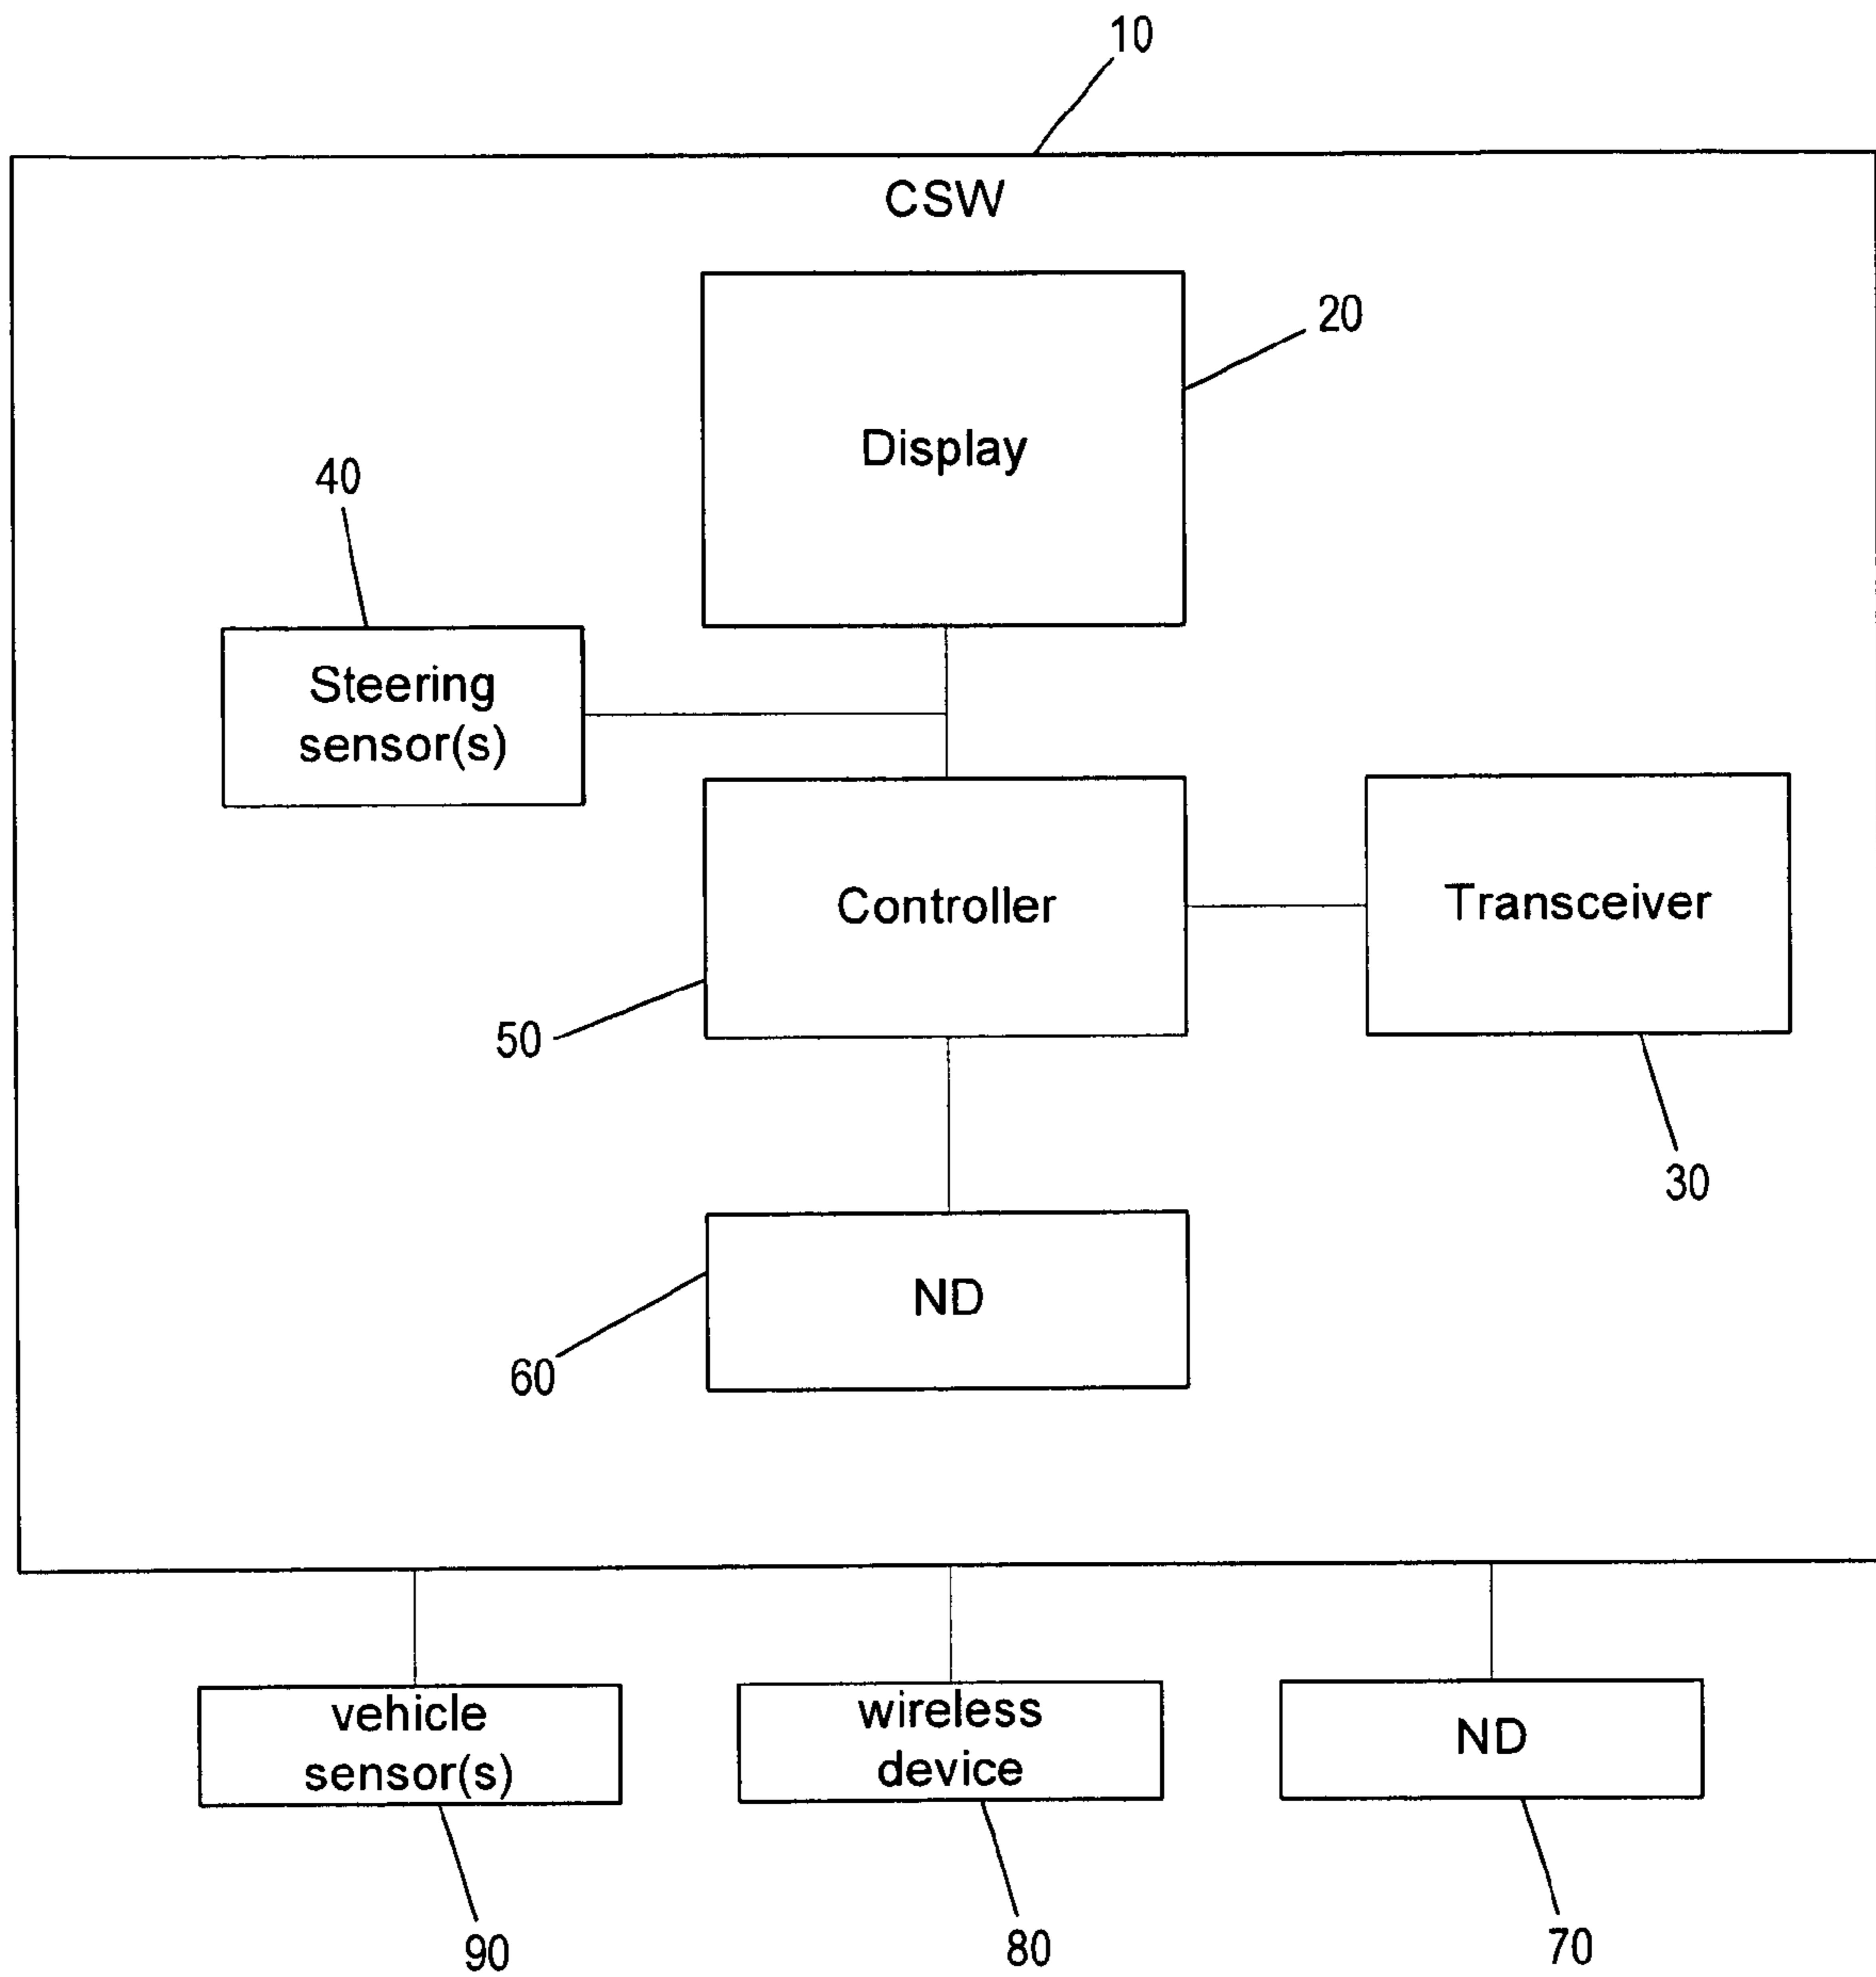 10
CSW
20
Display
40
Steering
sensor(s)
Controller
Transceiver
50
30
ND
60
vehicle
sensor(s)
wireless
device
ND
90
80
70